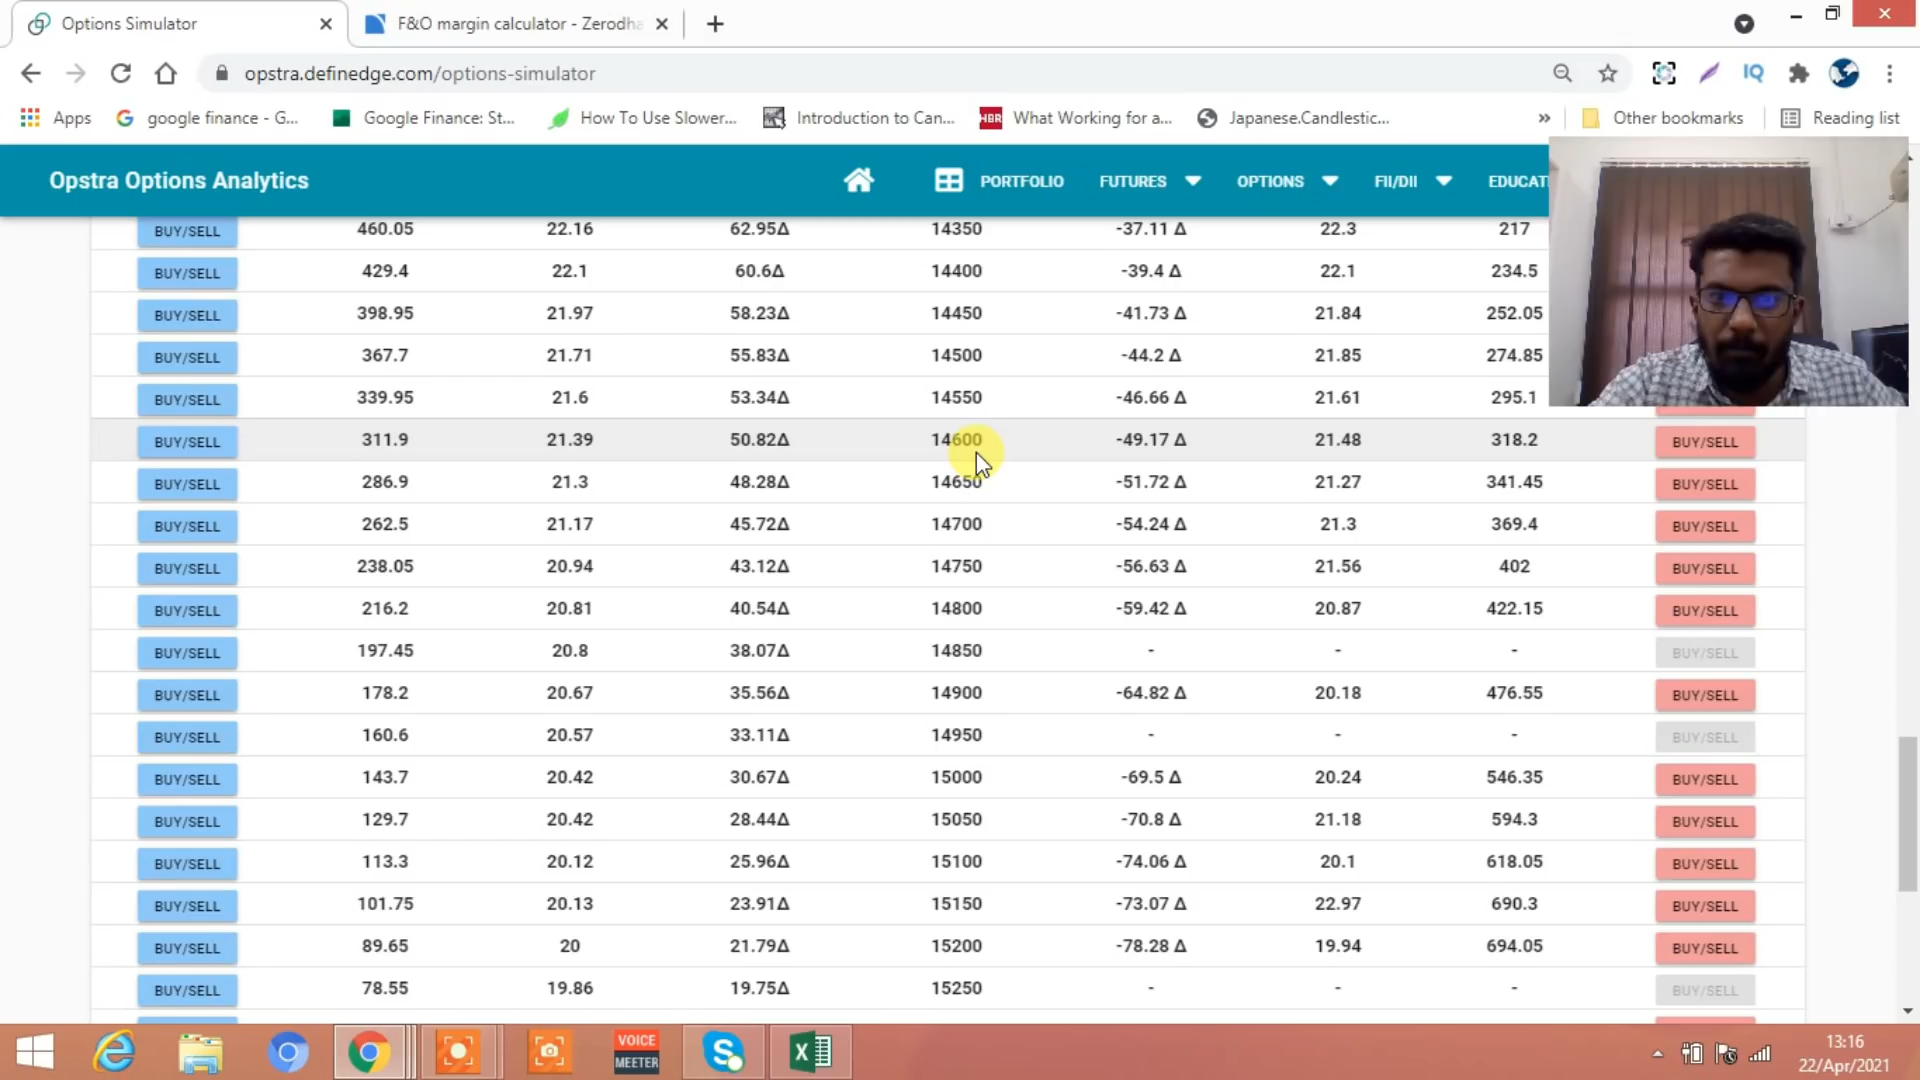 Options Simulator
F&O margin calculator - Zerodha
opstra.definedge.com/options-simulator
IQ
Apps
google finance - G...
Google Finance: St...
How To Use Slower...
Introduction to Can...
HBR What Working for a...
Japanese.Candlestic...
»
Other bookmarks
Reading list
Opstra Options Analytics
PORTFOLIO
FUTURES
OPTIONS
FII/DII
EDUCATI
BUY/SELL 460.05 22.16 62.95Δ 14350 -37.11 Δ 22.3 217
BUY/SELL 429.4 22.1 60.6Δ 14400 -39.4 Δ 22.1 234.5
BUY/SELL 398.95 21.97 58.23Δ 14450 -41.73 Δ 21.84 252.05
BUY/SELL 367.7 21.71 55.83Δ 14500 -44.2 Δ 21.85 274.85
BUY/SELL 339.95 21.6 53.34Δ 14550 -46.66 Δ 21.61 295.1
BUY/SELL 311.9 21.39 50.82Δ 14600 -49.17 Δ 21.48 318.2 BUY/SELL
BUY/SELL 286.9 21.3 48.28Δ 14650 -51.72 Δ 21.27 341.45 BUY/SELL
BUY/SELL 262.5 21.17 45.72Δ 14700 -54.24 Δ 21.3 369.4 BUY/SELL
BUY/SELL 238.05 20.94 43.12Δ 14750 -56.63 Δ 21.56 402 BUY/SELL
BUY/SELL 216.2 20.81 40.54Δ 14800 -59.42 Δ 20.87 422.15 BUY/SELL
BUY/SELL 197.45 20.8 38.07Δ 14850 - - - BUY/SELL
BUY/SELL 178.2 20.67 35.56Δ 14900 -64.82 Δ 20.18 476.55 BUY/SELL
BUY/SELL 160.6 20.57 33.11Δ 14950 - - - BUY/SELL
BUY/SELL 143.7 20.42 30.67Δ 15000 -69.5 Δ 20.24 546.35 BUY/SELL
BUY/SELL 129.7 20.42 28.44Δ 15050 -70.8 Δ 21.18 594.3 BUY/SELL
BUY/SELL 113.3 20.12 25.96Δ 15100 -74.06 Δ 20.1 618.05 BUY/SELL
BUY/SELL 101.75 20.13 23.91Δ 15150 -73.07 Δ 22.97 690.3 BUY/SELL
BUY/SELL 89.65 20 21.79Δ 15200 -78.28 Δ 19.94 694.05 BUY/SELL
BUY/SELL 78.55 19.86 19.75Δ 15250 - - - BUY/SELL
VOICE
MEETER
13:16
22/Apr/2021